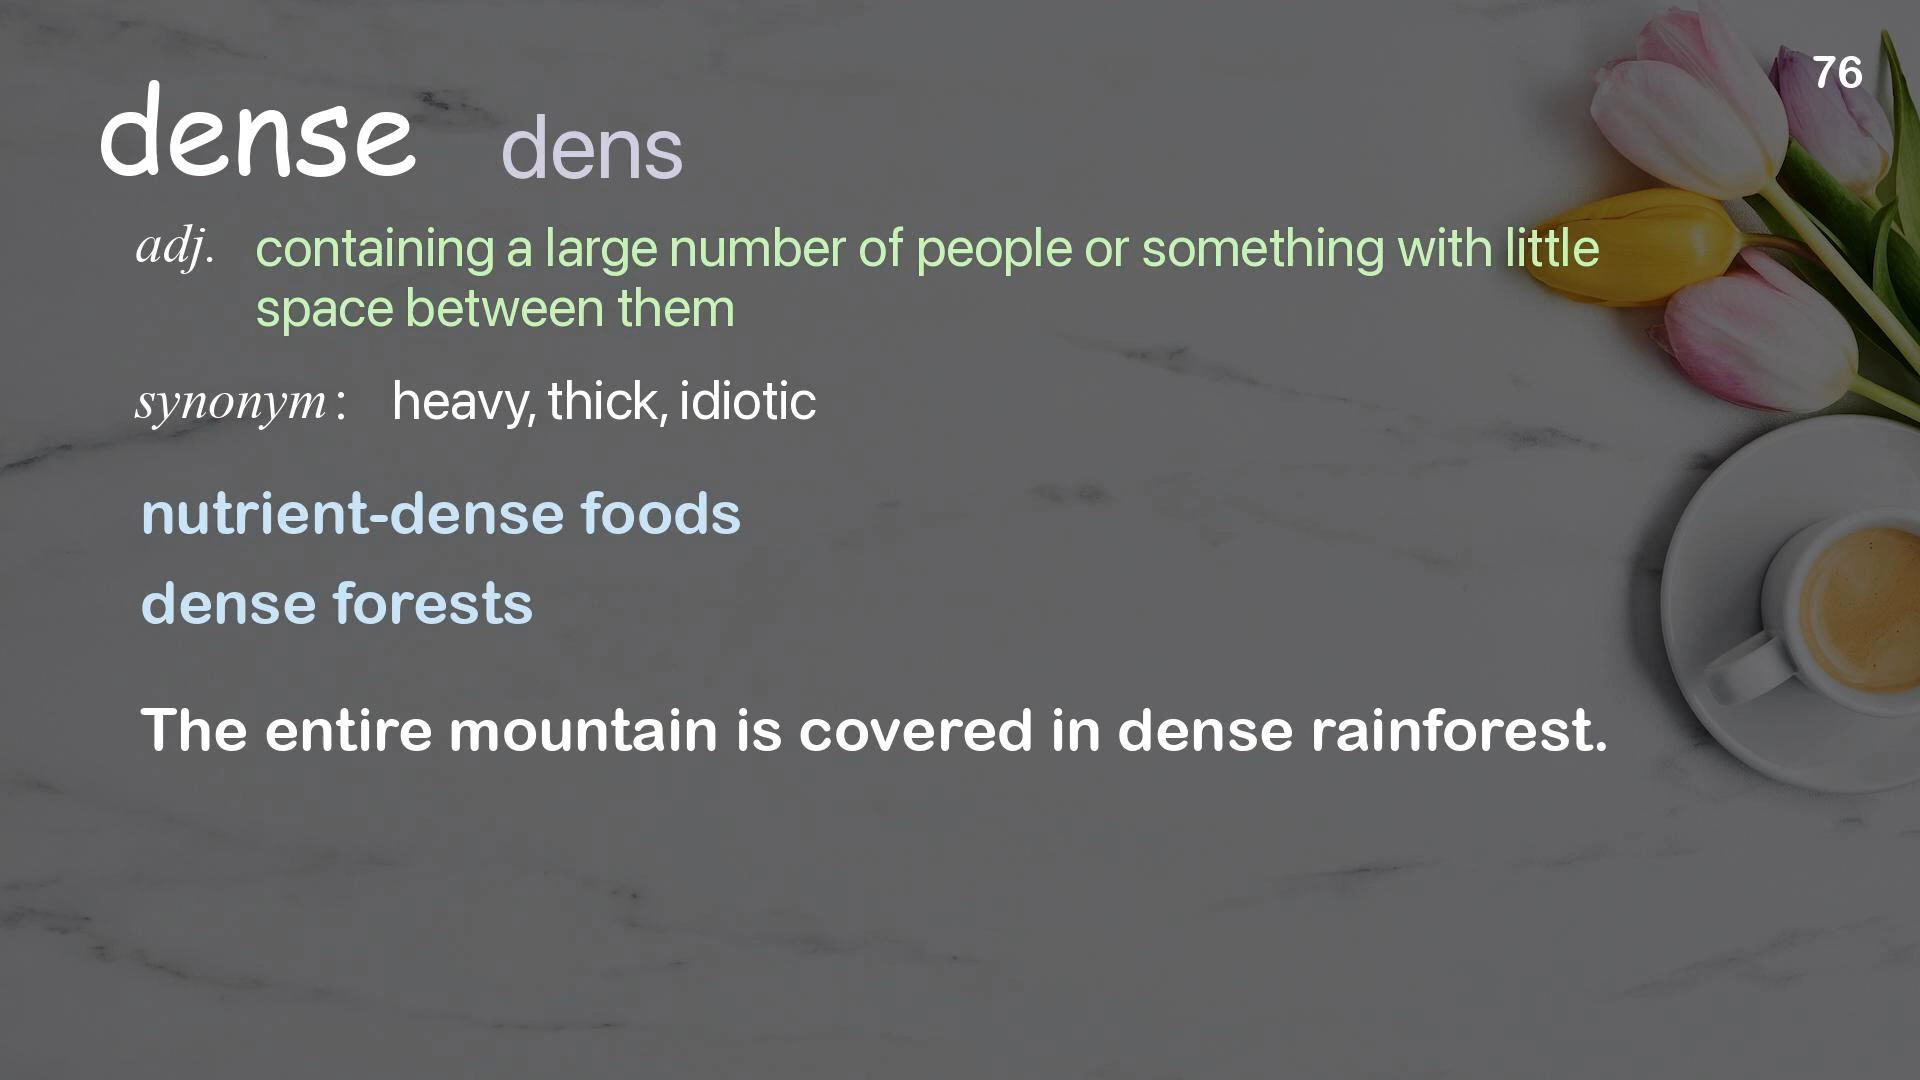 76
dense dens
adj. containing a large number of people or something with little
space between them
synonym : heavy, thick, idiotic
nutrient-dense foods
dense forests
The entire mountain is covered in dense rainforest.